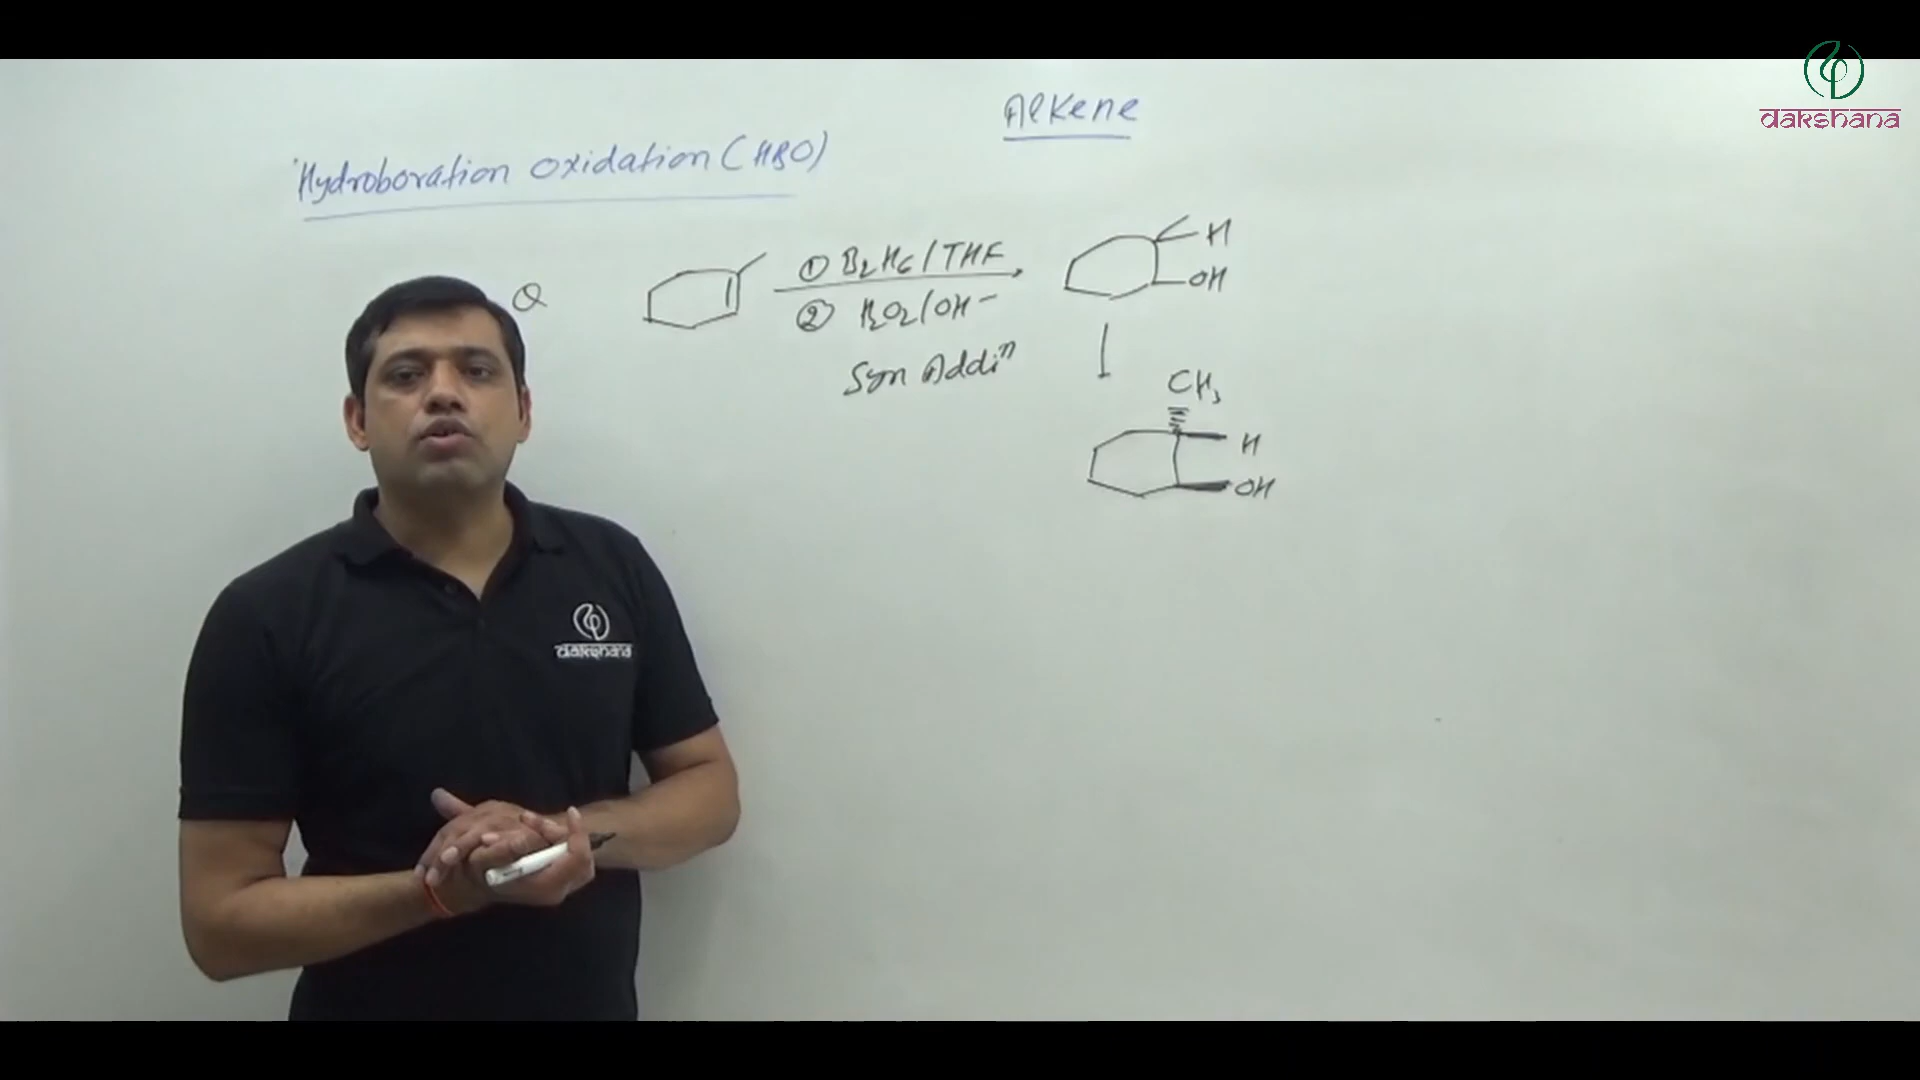 dakshana
Alkene
Hydroboration oxidation (HBO)
Q
① B₂H₆/THF
② H₂O₂/OH⁻
Syn Addiⁿ
H
OH
CH₃
H
OH
dakshana